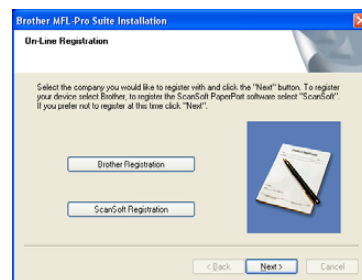 Brother MFL-Pro Suite Installation
On-Line Registration
Select the company you would like to register with and click the "Next" button. To register
your device select Brother, to register the ScanSoft PaperPort software select "ScanSoft".
If you prefer not to register at this time click "Next".
Brother Registration
ScanSoft Registration
< Back
Next >
Cancel